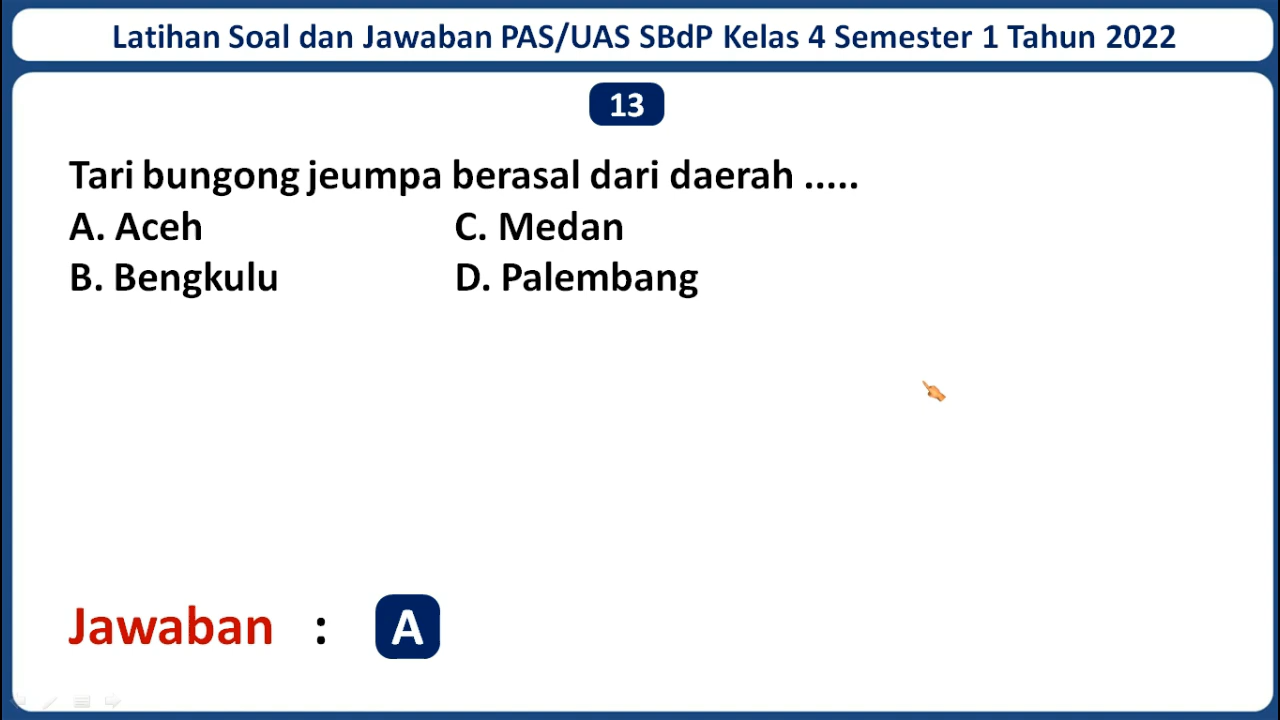 Latihan Soal dan Jawaban PAS/UAS SBdP Kelas 4 Semester 1 Tahun 2022
13
Tari bungong jeumpa berasal dari daerah .....
A. Aceh C. Medan
B. Bengkulu D. Palembang
Jawaban : A